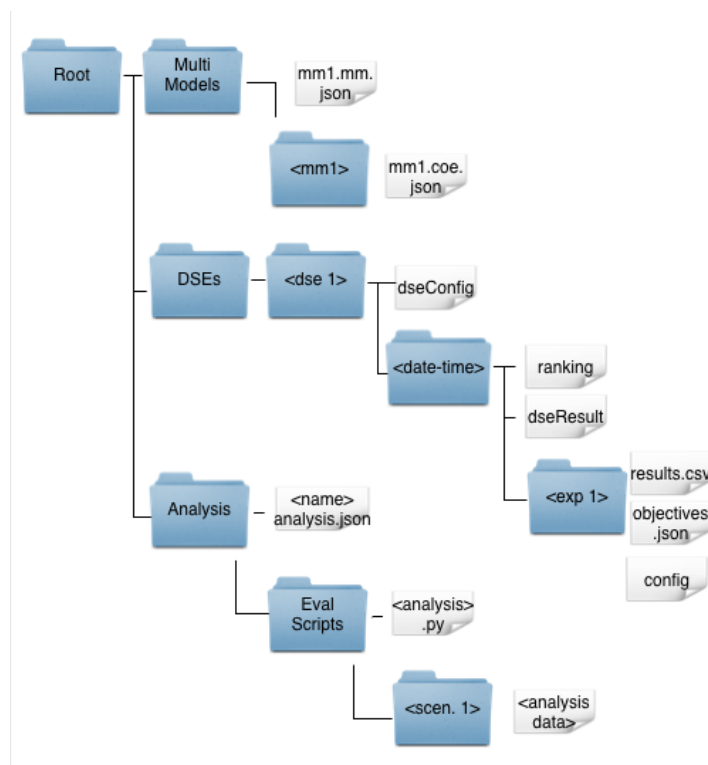 Root
Multi
Models
mm1.mm.
json
<mm1>
mm1.coe.
json
DSEs
<dse 1>
dseConfig
<date-time>
ranking
dseResult
<exp 1>
results.csv
objectives
.json
config
Analysis
<name>
analysis.json
Eval
Scripts
<analysis>
.py
<scen. 1>
<analysis
data>